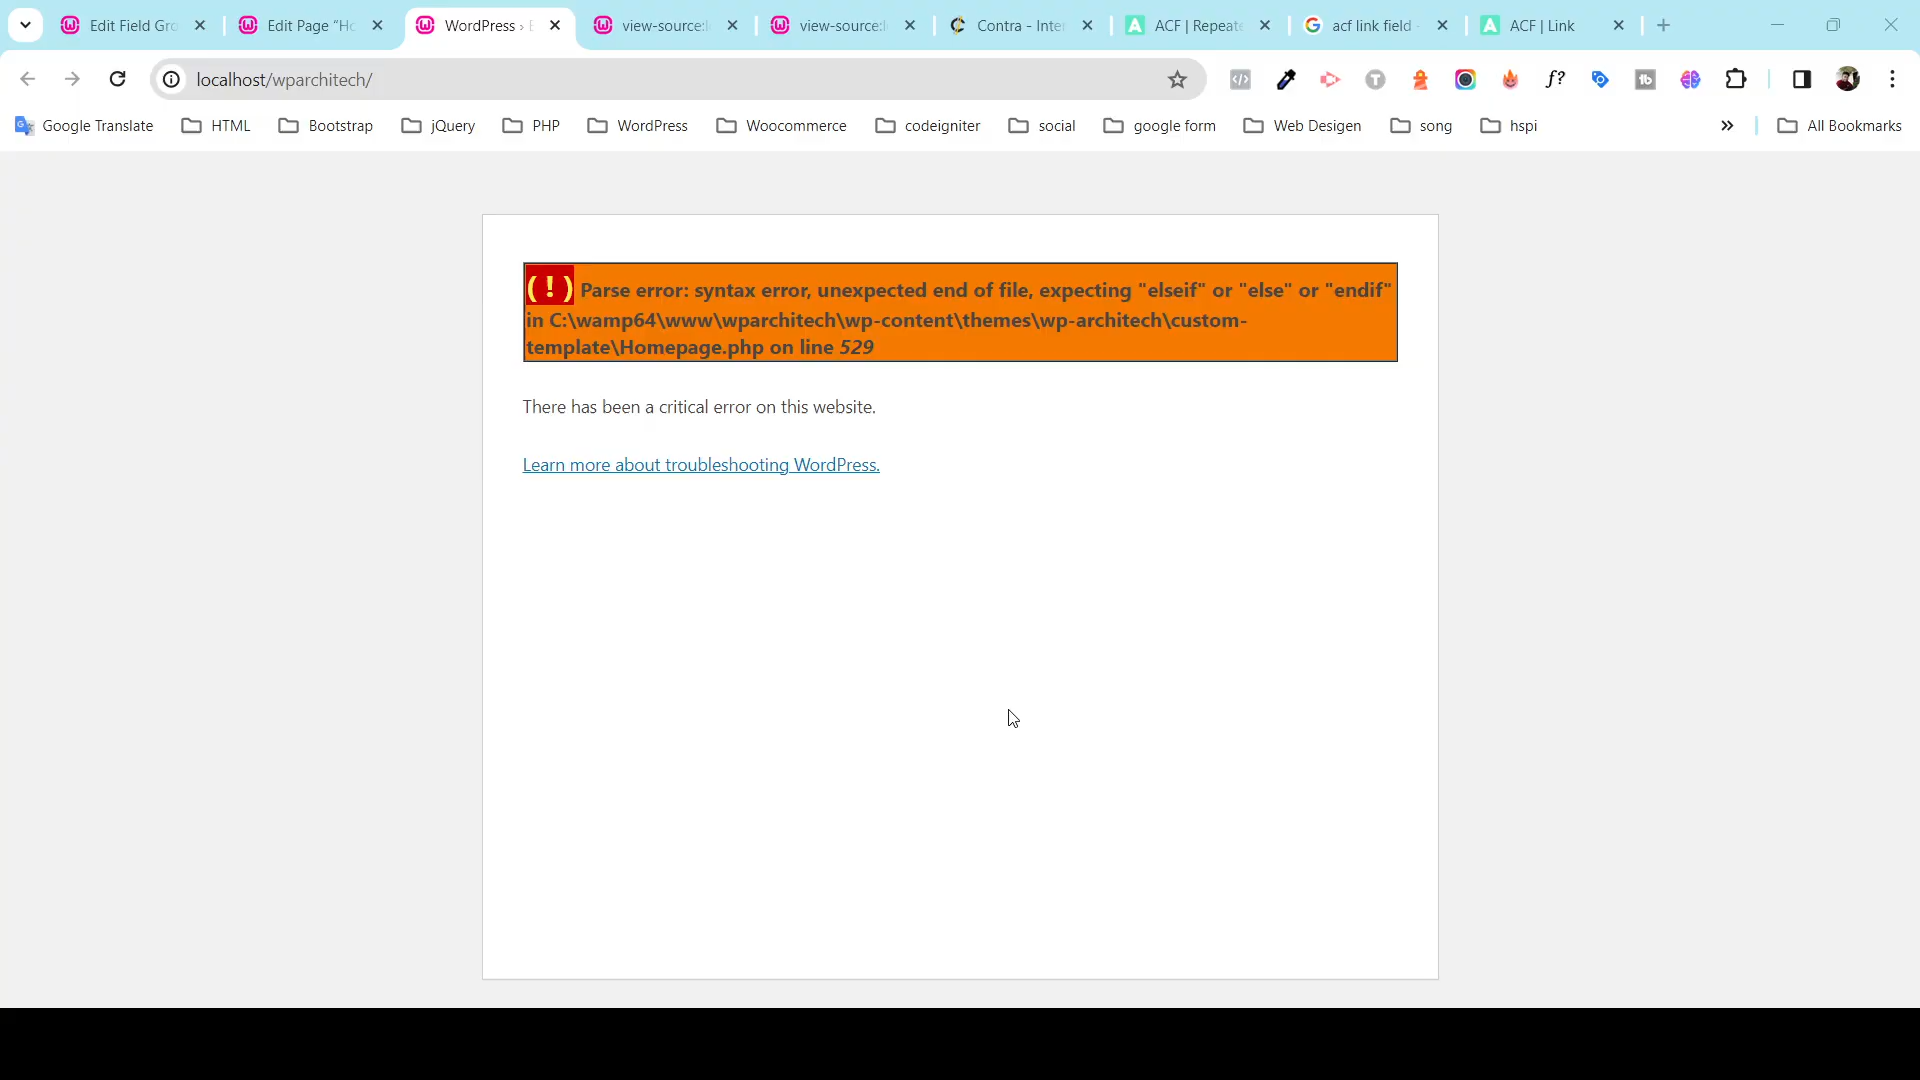 Edit Field Gro
Edit Page “Ho
WordPress › E
view-source:l
view-source:l
Contra - Inter
ACF | Repeate
acf link field -
ACF | Link
localhost/wparchitech/
Google Translate
HTML
Bootstrap
jQuery
PHP
WordPress
Woocommerce
codeigniter
social
google form
Web Desigen
song
hspi
All Bookmarks
( ! ) Parse error: syntax error, unexpected end of file, expecting "elseif" or "else" or "endif"
in C:\wamp64\www\wparchitech\wp-content\themes\wp-architech\custom-
template\Homepage.php on line 529
There has been a critical error on this website.
Learn more about troubleshooting WordPress.